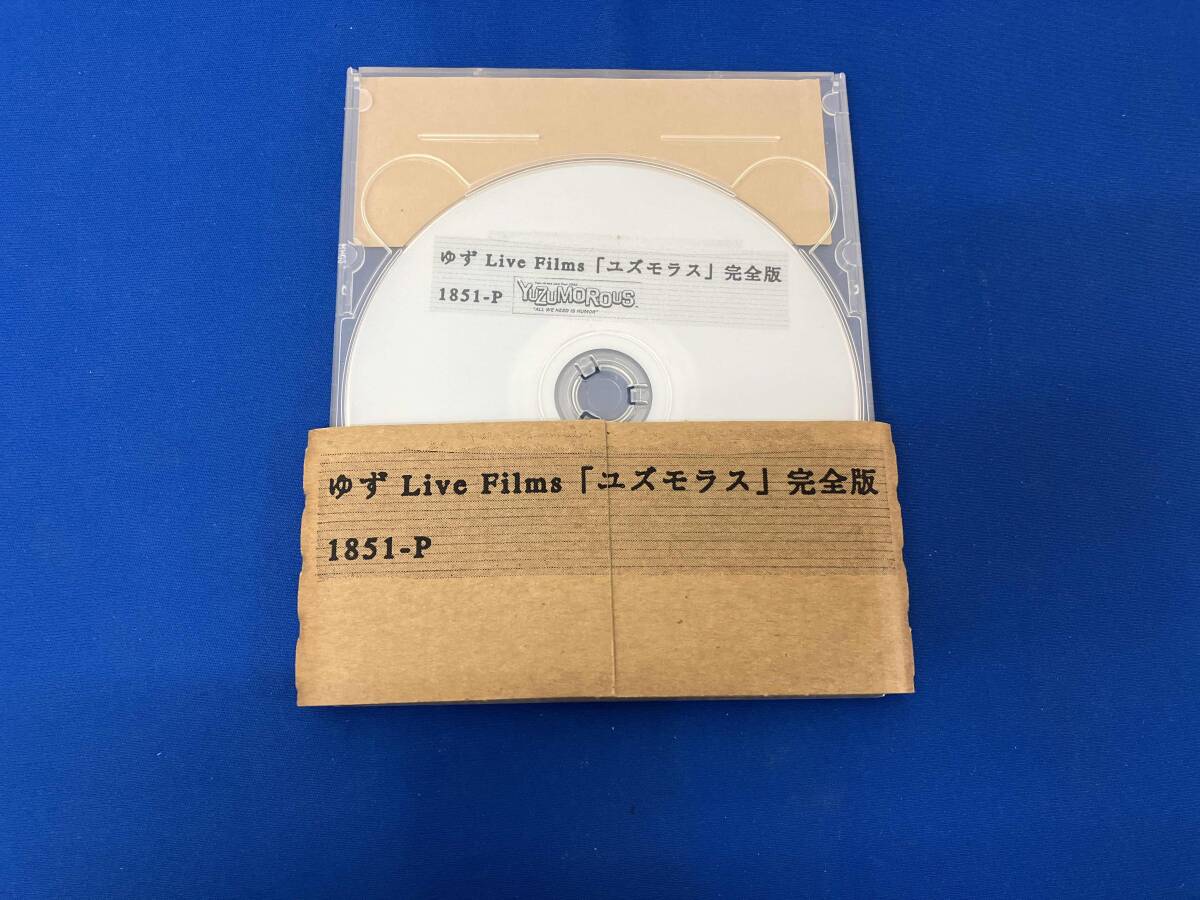 ゆず Live Films「ユズモラス」完全版
1851-P YUZUMOROUS
"ALL WE NEED IS HUMOR"
ゆず Live Films「ユズモラス」完全版
1851-P